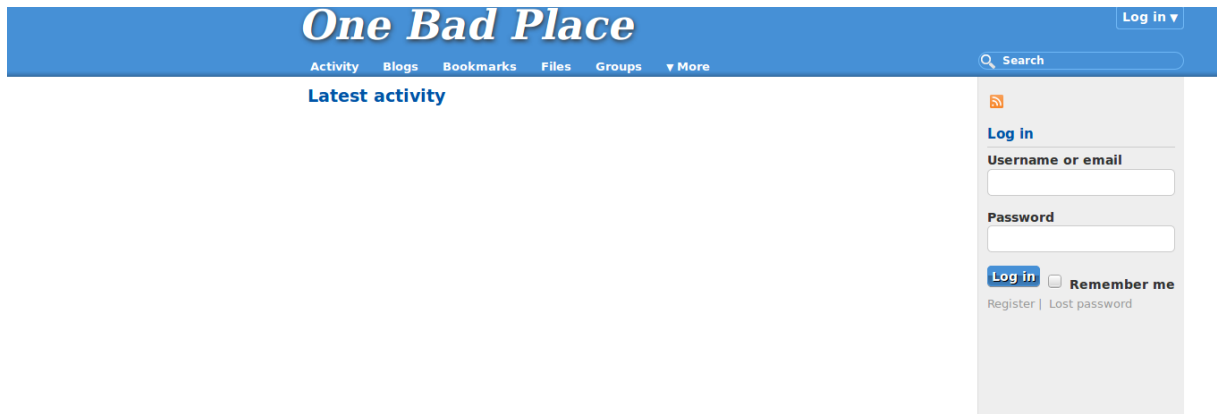 One Bad Place
Log in ▼
Activity Blogs Bookmarks Files Groups ▼ More
Search
Latest activity
Log in
Username or email
Password
Log in Remember me
Register | Lost password